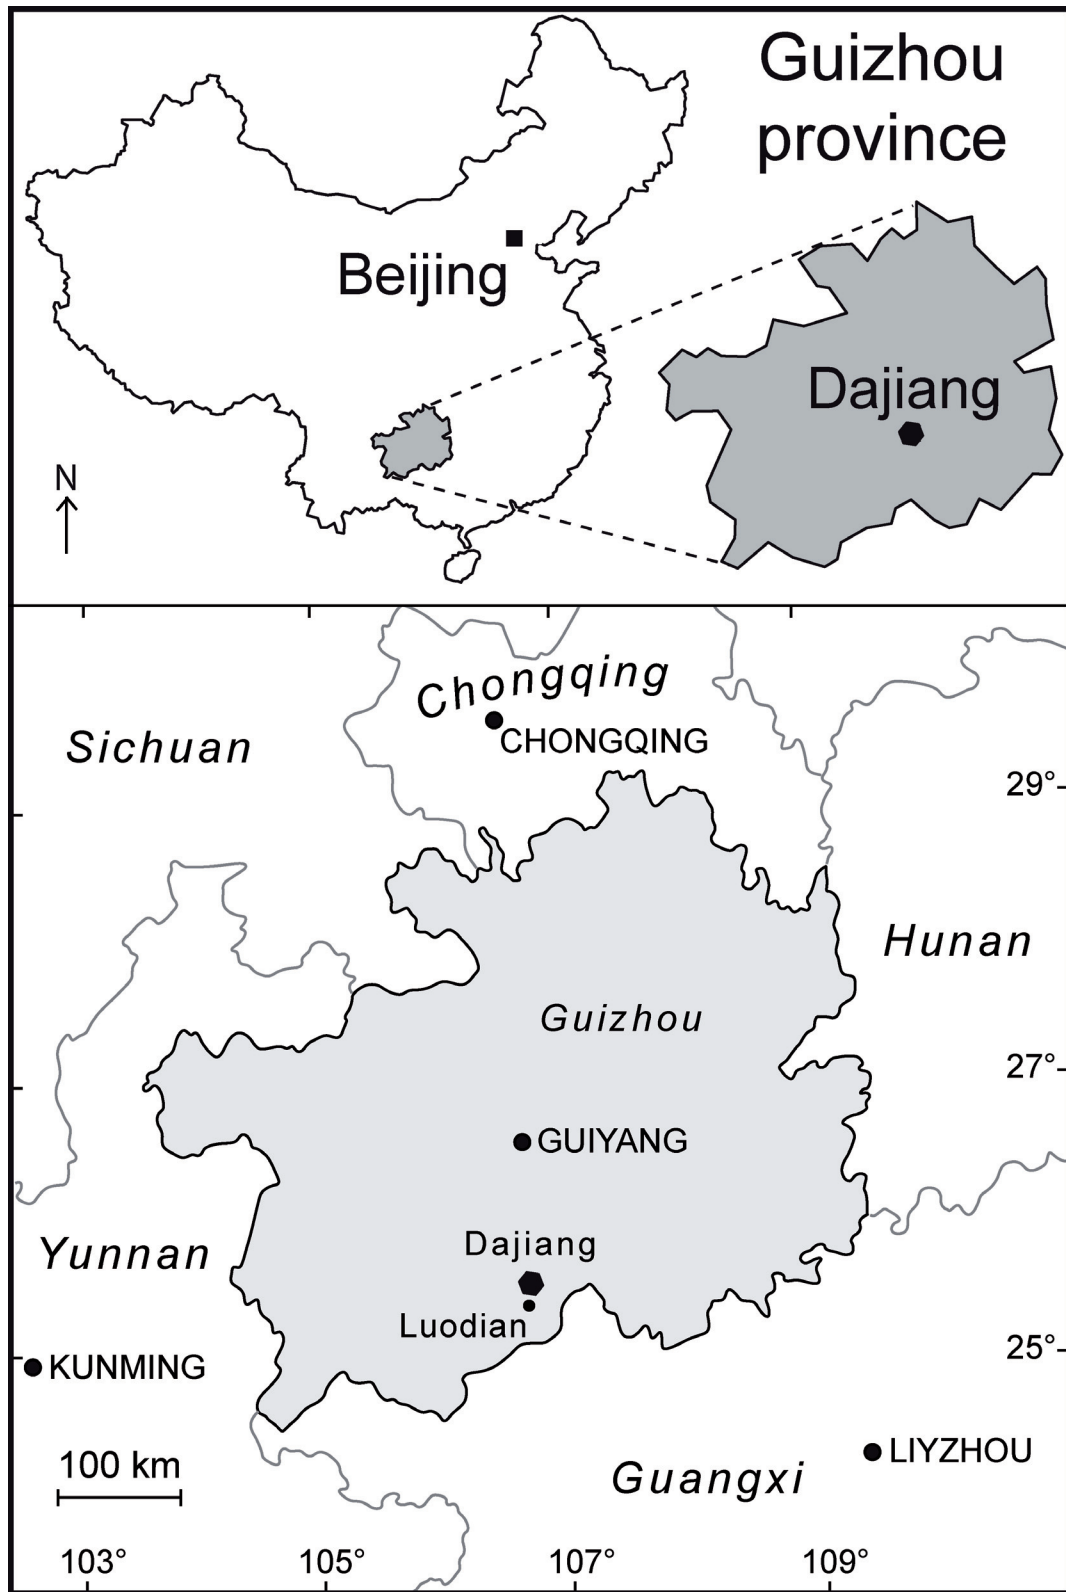 Guizhou
province
Beijing
Dajiang
N
Chongqing
CHONGQING
Sichuan
29°
Hunan
Guizhou
27°
GUIYANG
Dajiang
Yunnan
Luodian
25°
KUNMING
LIYZHOU
100 km
Guangxi
103°
105°
107°
109°